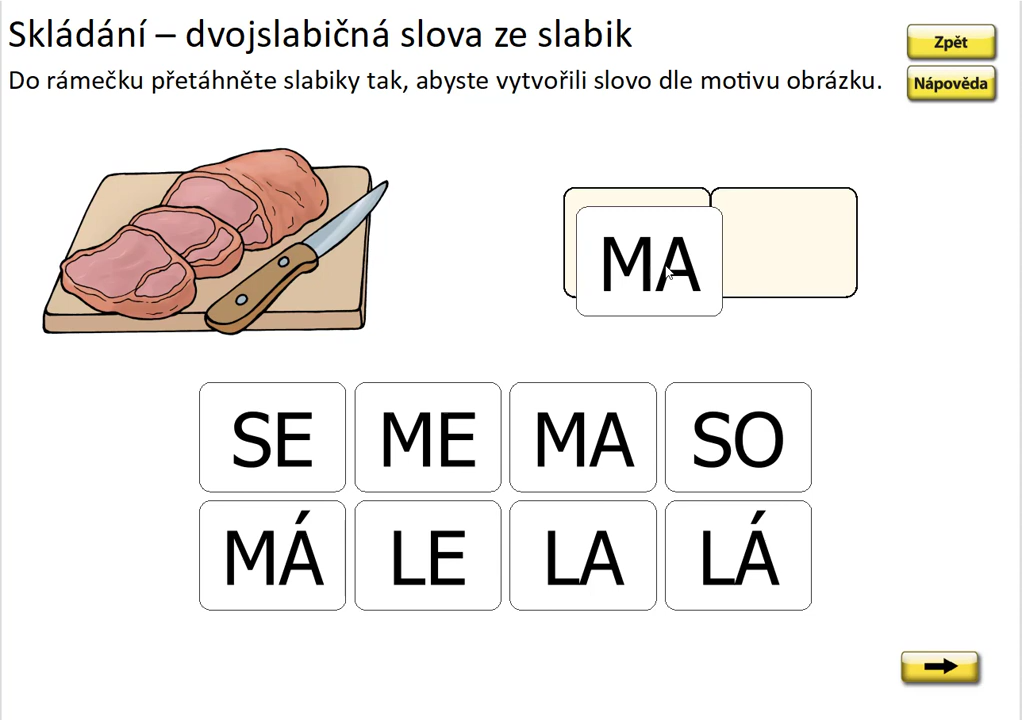 Skládání – dvojslabičná slova ze slabik
Zpět
Do rámečku přetáhněte slabiky tak, abyste vytvořili slovo dle motivu obrázku.
Nápověda
MA
SE ME MA SO
MÁ LE LA LÁ